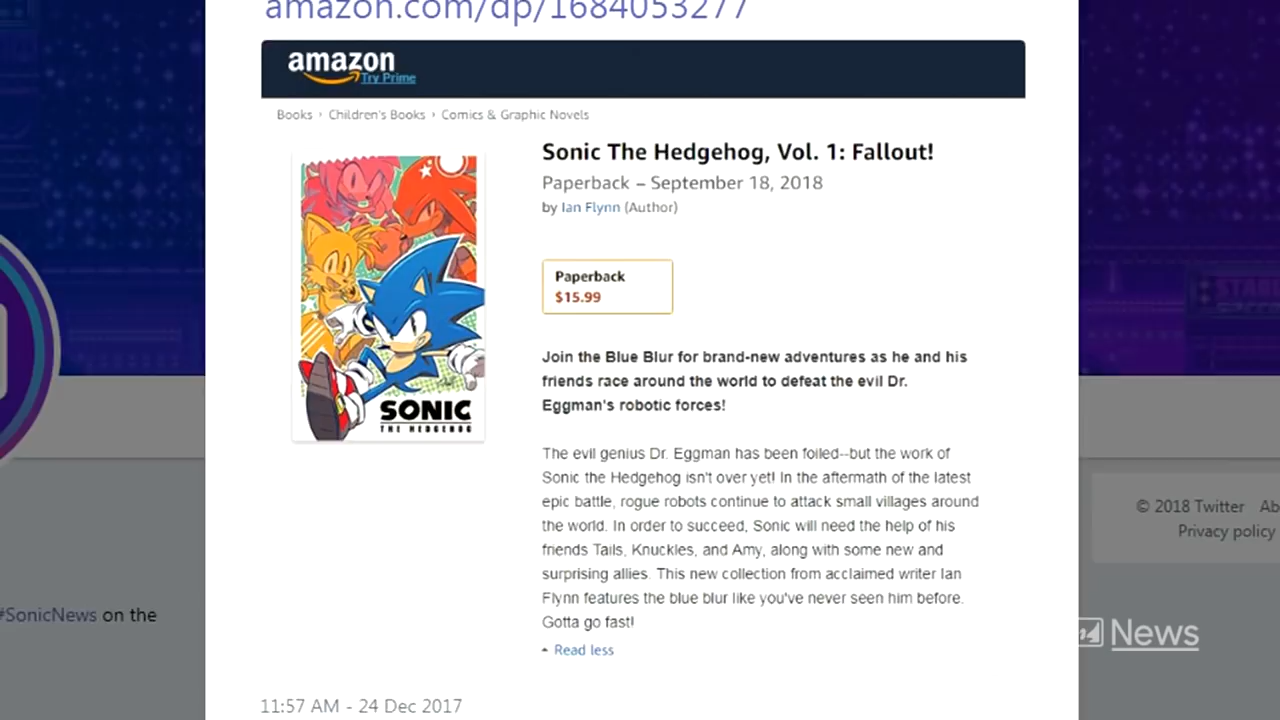 amazon.com/dp/1684053277
amazon
Try Prime
Books › Children's Books › Comics & Graphic Novels
Sonic The Hedgehog, Vol. 1: Fallout!
Paperback – September 18, 2018
by Ian Flynn (Author)
Paperback
$15.99
Join the Blue Blur for brand-new adventures as he and his
friends race around the world to defeat the evil Dr.
Eggman's robotic forces!
The evil genius Dr. Eggman has been foiled--but the work of
Sonic the Hedgehog isn't over yet! In the aftermath of the latest
epic battle, rogue robots continue to attack small villages around
the world. In order to succeed, Sonic will need the help of his
friends Tails, Knuckles, and Amy, along with some new and
surprising allies. This new collection from acclaimed writer Ian
Flynn features the blue blur like you've never seen him before.
Gotta go fast!
Read less
SONIC
THE HEDGEHOG
11:57 AM - 24 Dec 2017
#SonicNews on the
© 2018 Twitter Ab
Privacy policy
News